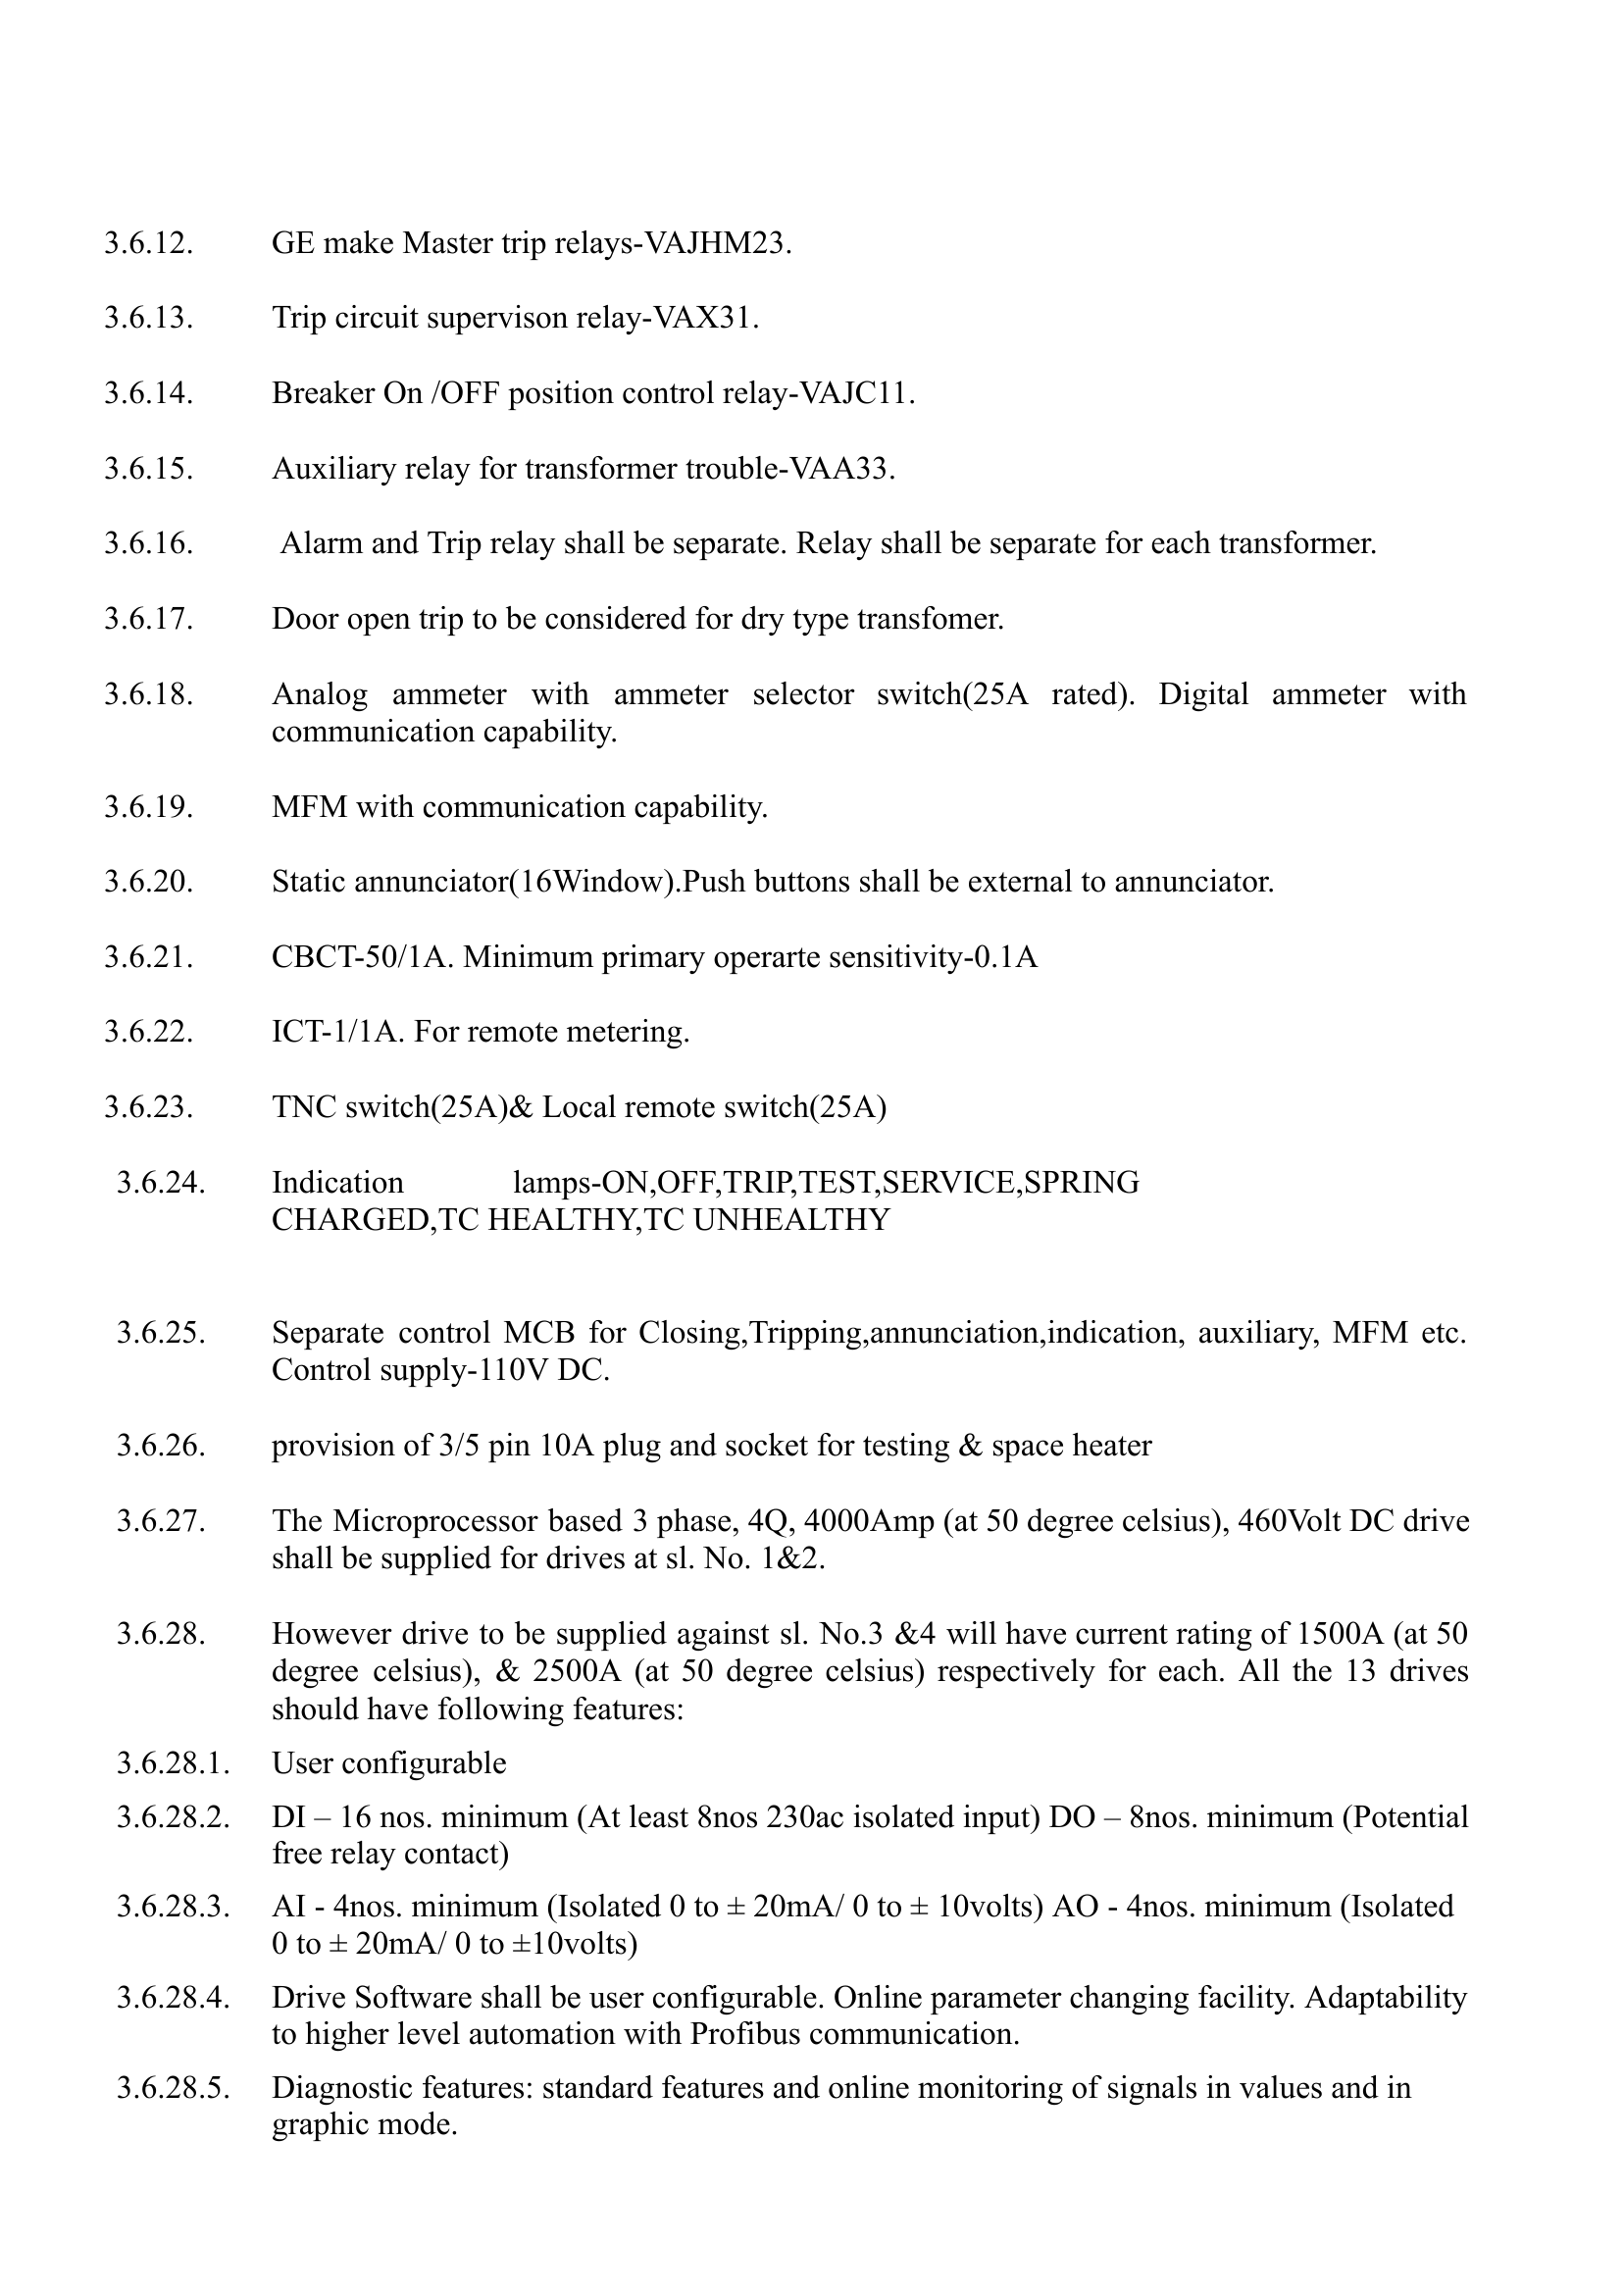 3.6.12. GE make Master trip relays-VAJHM23.
3.6.13. Trip circuit supervison relay-VAX31.
3.6.14. Breaker On /OFF position control relay-VAJC11.
3.6.15. Auxiliary relay for transformer trouble-VAA33.
3.6.16. Alarm and Trip relay shall be separate. Relay shall be separate for each transformer.
3.6.17. Door open trip to be considered for dry type transfomer.
3.6.18. Analog ammeter with ammeter selector switch(25A rated). Digital ammeter with
communication capability.
3.6.19. MFM with communication capability.
3.6.20. Static annunciator(16Window).Push buttons shall be external to annunciator.
3.6.21. CBCT-50/1A. Minimum primary operarte sensitivity-0.1A
3.6.22. ICT-1/1A. For remote metering.
3.6.23. TNC switch(25A)& Local remote switch(25A)
3.6.24. Indication lamps-ON,OFF,TRIP,TEST,SERVICE,SPRING
CHARGED,TC HEALTHY,TC UNHEALTHY
3.6.25. Separate control MCB for Closing,Tripping,annunciation,indication, auxiliary, MFM etc.
Control supply-110V DC.
3.6.26. provision of 3/5 pin 10A plug and socket for testing & space heater
3.6.27. The Microprocessor based 3 phase, 4Q, 4000Amp (at 50 degree celsius), 460Volt DC drive
shall be supplied for drives at sl. No. 1&2.
3.6.28. However drive to be supplied against sl. No.3 &4 will have current rating of 1500A (at 50
degree celsius), & 2500A (at 50 degree celsius) respectively for each. All the 13 drives
should have following features:
3.6.28.1. User configurable
3.6.28.2. DI – 16 nos. minimum (At least 8nos 230ac isolated input) DO – 8nos. minimum (Potential
free relay contact)
3.6.28.3. AI - 4nos. minimum (Isolated 0 to ± 20mA/ 0 to ± 10volts) AO - 4nos. minimum (Isolated
0 to ± 20mA/ 0 to ±10volts)
3.6.28.4. Drive Software shall be user configurable. Online parameter changing facility. Adaptability
to higher level automation with Profibus communication.
3.6.28.5. Diagnostic features: standard features and online monitoring of signals in values and in
graphic mode.